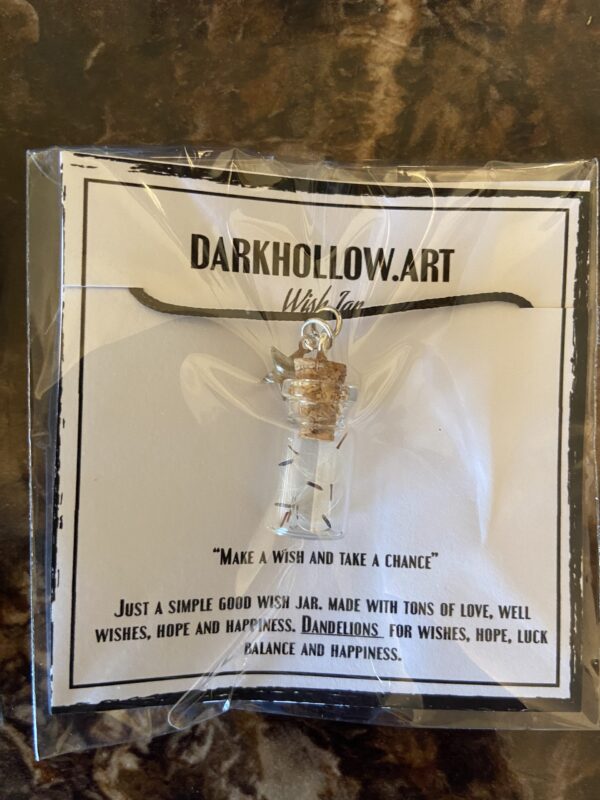 DARKHOLLOW.ART
Wish Jar
"MAKE A WISH AND TAKE A CHANCE"
JUST A SIMPLE GOOD WISH JAR. MADE WITH TONS OF LOVE, WELL
WISHES, HOPE AND HAPPINESS. DANDELIONS FOR WISHES, HOPE, LUCK
BALANCE AND HAPPINESS.